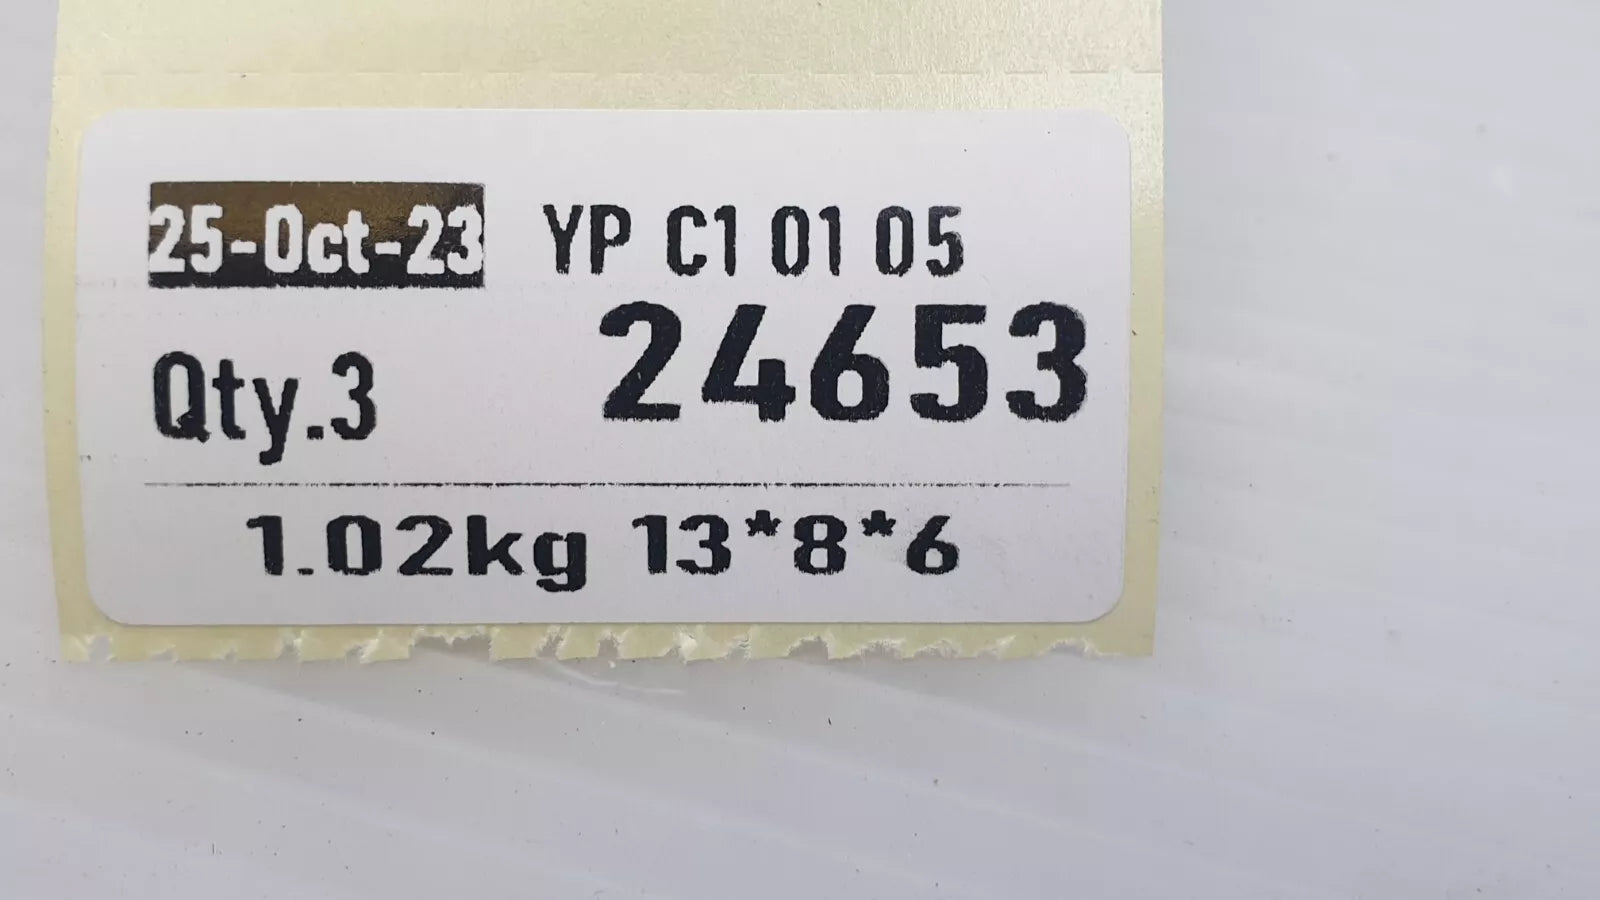 25-Oct-23 YP C1 01 05
Qty.3 24653
1.02kg 13*8*6